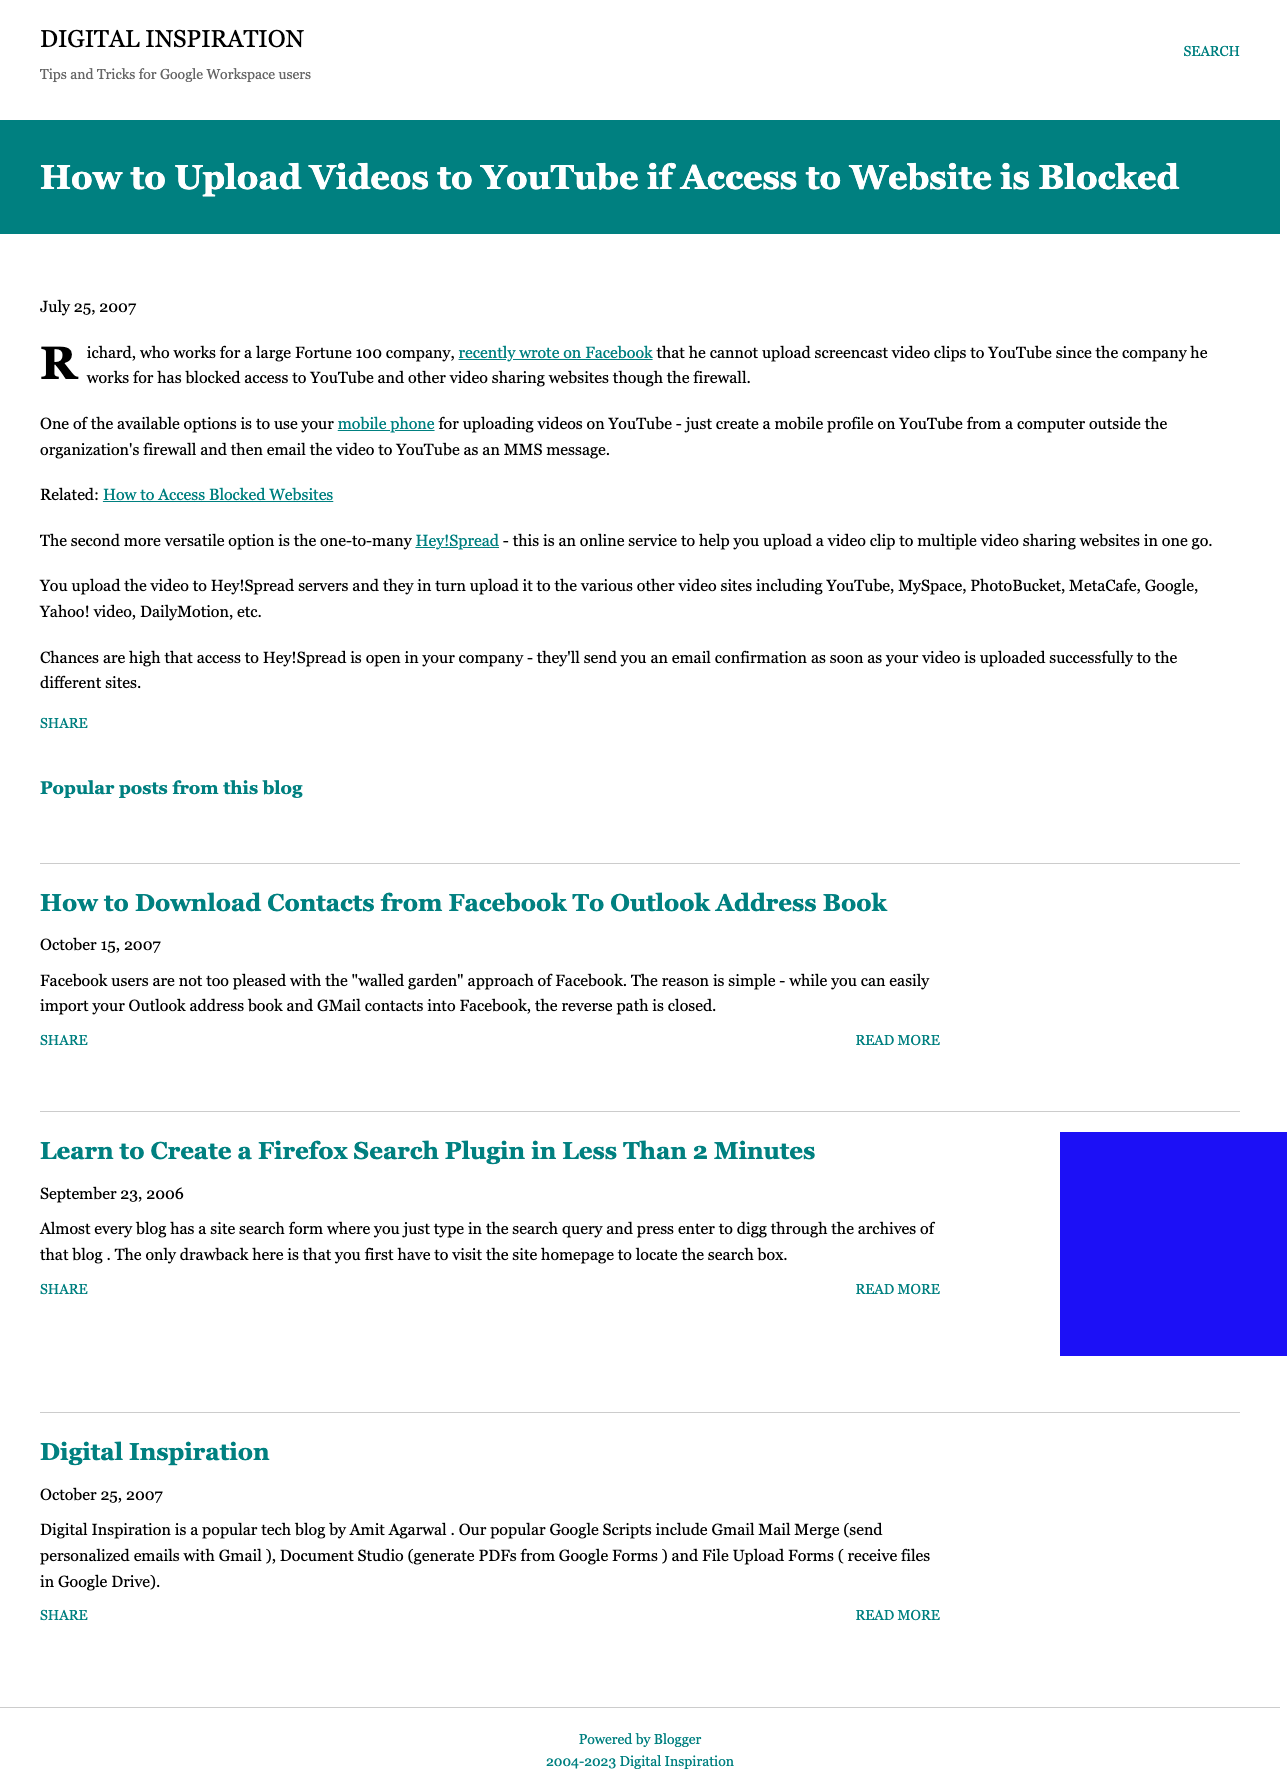 DIGITAL INSPIRATION
Tips and Tricks for Google Workspace users
SEARCH
How to Upload Videos to YouTube if Access to Website is Blocked
July 25, 2007
Richard, who works for a large Fortune 100 company, recently wrote on Facebook that he cannot upload screencast video clips to YouTube since the company he
works for has blocked access to YouTube and other video sharing websites though the firewall.
One of the available options is to use your mobile phone for uploading videos on YouTube - just create a mobile profile on YouTube from a computer outside the
organization's firewall and then email the video to YouTube as an MMS message.
Related: How to Access Blocked Websites
The second more versatile option is the one-to-many Hey!Spread - this is an online service to help you upload a video clip to multiple video sharing websites in one go.
You upload the video to Hey!Spread servers and they in turn upload it to the various other video sites including YouTube, MySpace, PhotoBucket, MetaCafe, Google,
Yahoo! video, DailyMotion, etc.
Chances are high that access to Hey!Spread is open in your company - they'll send you an email confirmation as soon as your video is uploaded successfully to the
different sites.
SHARE
Popular posts from this blog
How to Download Contacts from Facebook To Outlook Address Book
October 15, 2007
Facebook users are not too pleased with the "walled garden" approach of Facebook. The reason is simple - while you can easily
import your Outlook address book and GMail contacts into Facebook, the reverse path is closed.
SHARE READ MORE
Learn to Create a Firefox Search Plugin in Less Than 2 Minutes
September 23, 2006
Almost every blog has a site search form where you just type in the search query and press enter to digg through the archives of
that blog . The only drawback here is that you first have to visit the site homepage to locate the search box.
SHARE READ MORE
Digital Inspiration
October 25, 2007
Digital Inspiration is a popular tech blog by Amit Agarwal . Our popular Google Scripts include Gmail Mail Merge (send
personalized emails with Gmail ), Document Studio (generate PDFs from Google Forms ) and File Upload Forms ( receive files
in Google Drive).
SHARE READ MORE
Powered by Blogger
2004-2023 Digital Inspiration